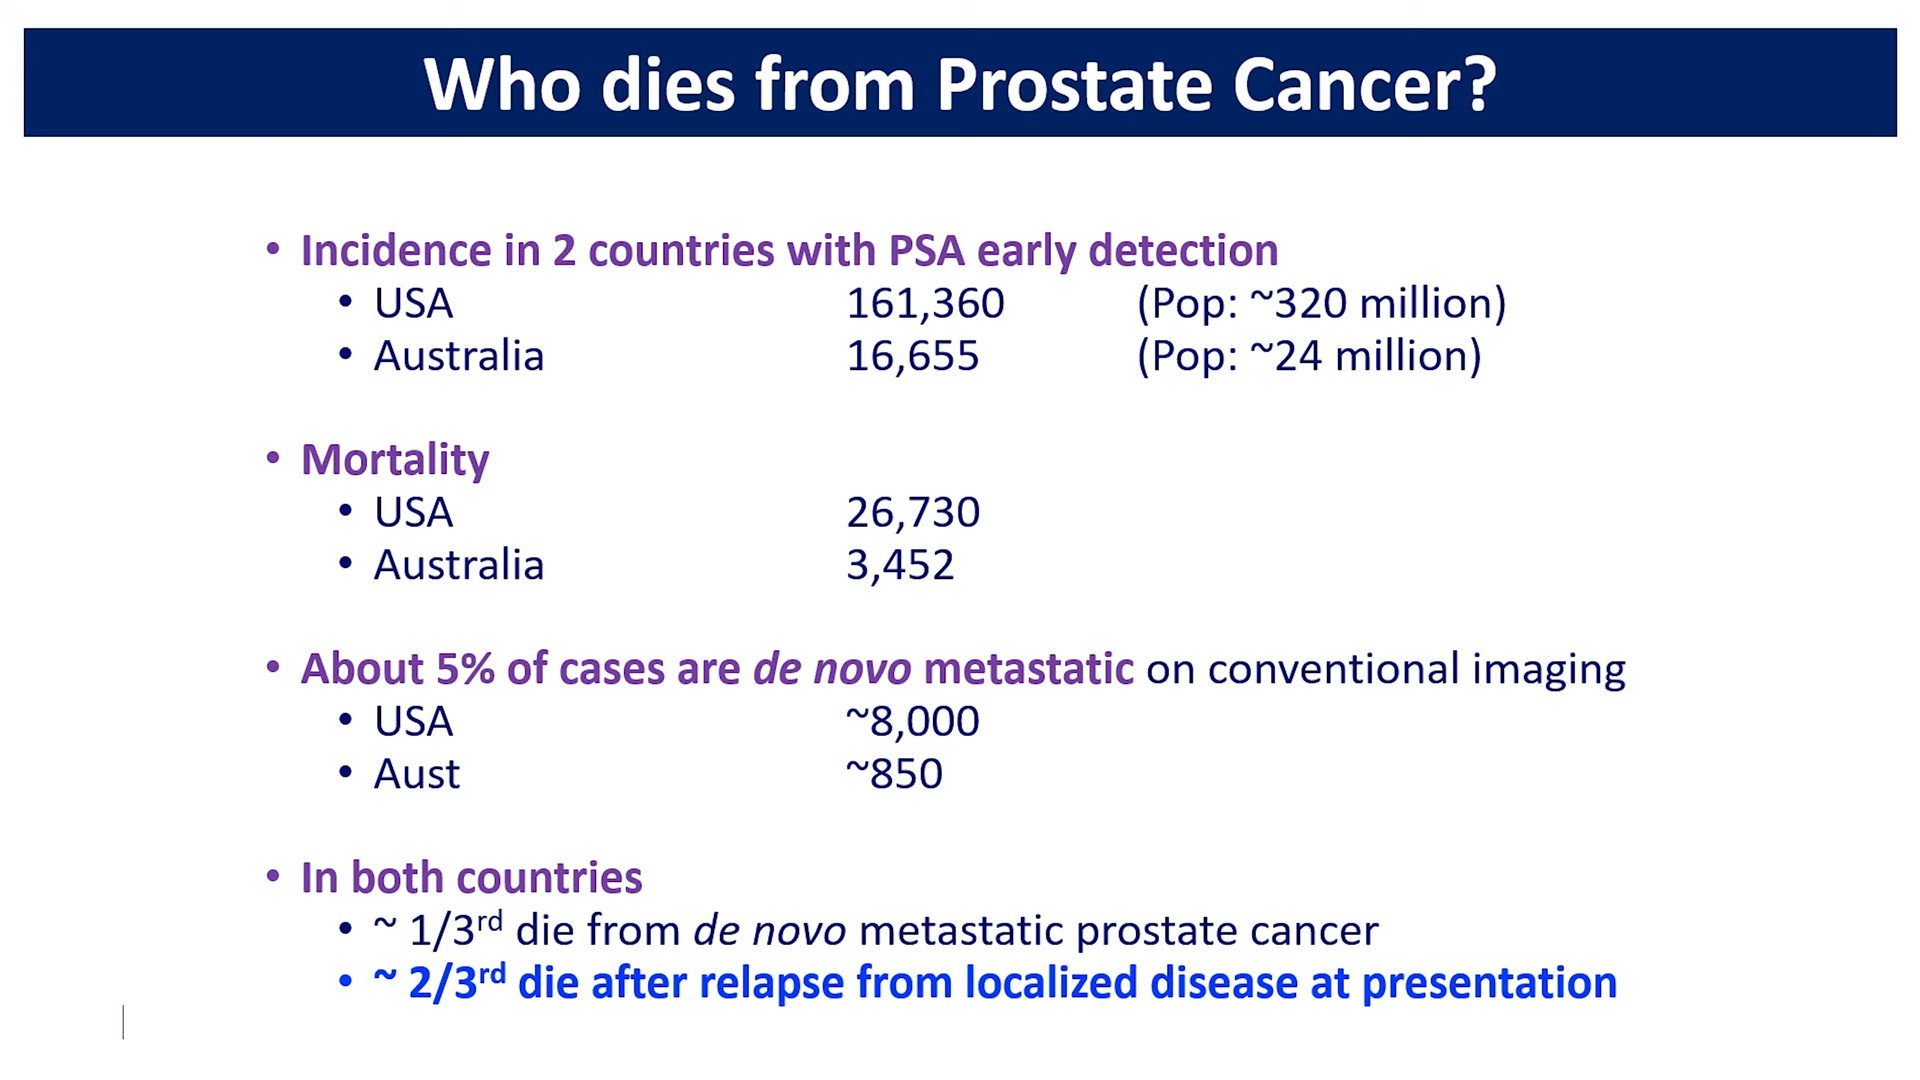 Who dies from Prostate Cancer?
• Incidence in 2 countries with PSA early detection
• USA 161,360 (Pop: ~320 million)
• Australia 16,655 (Pop: ~24 million)
• Mortality
• USA 26,730
• Australia 3,452
• About 5% of cases are de novo metastatic on conventional imaging
• USA ~8,000
• Aust ~850
• In both countries
• ~ 1/3rd die from de novo metastatic prostate cancer
• ~ 2/3rd die after relapse from localized disease at presentation